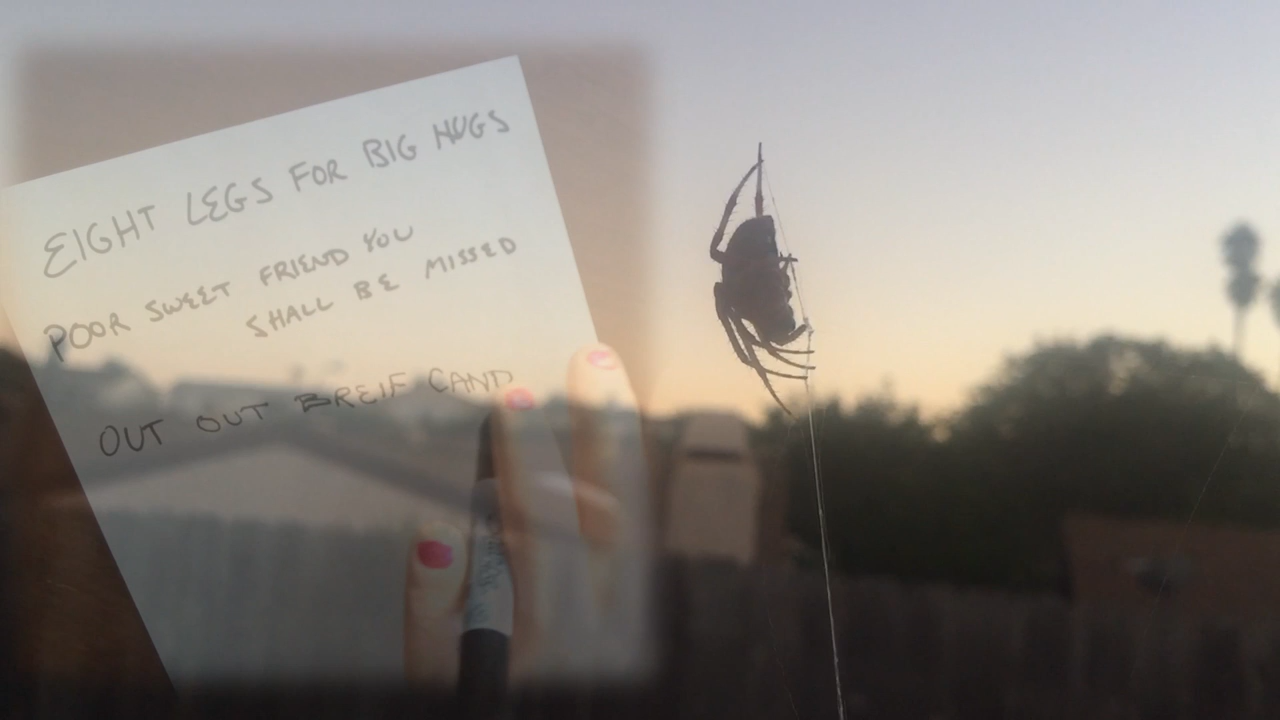 EIGHT LEGS FOR BIG HUGS
POOR SWEET FRIEND YOU
SHALL BE MISSED
OUT OUT BREIF CAND